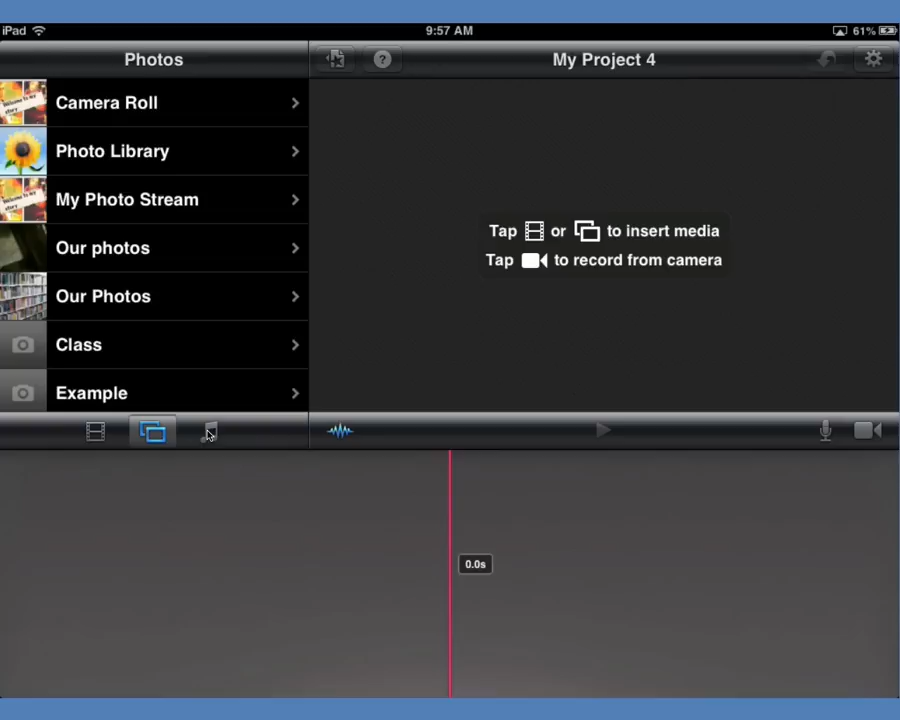 iPad 9:57 AM 61%
Photos
? My Project 4
Camera Roll
Photo Library
My Photo Stream
Our photos
Our Photos
Class
Example
Tap or to insert media
Tap to record from camera
0.0s